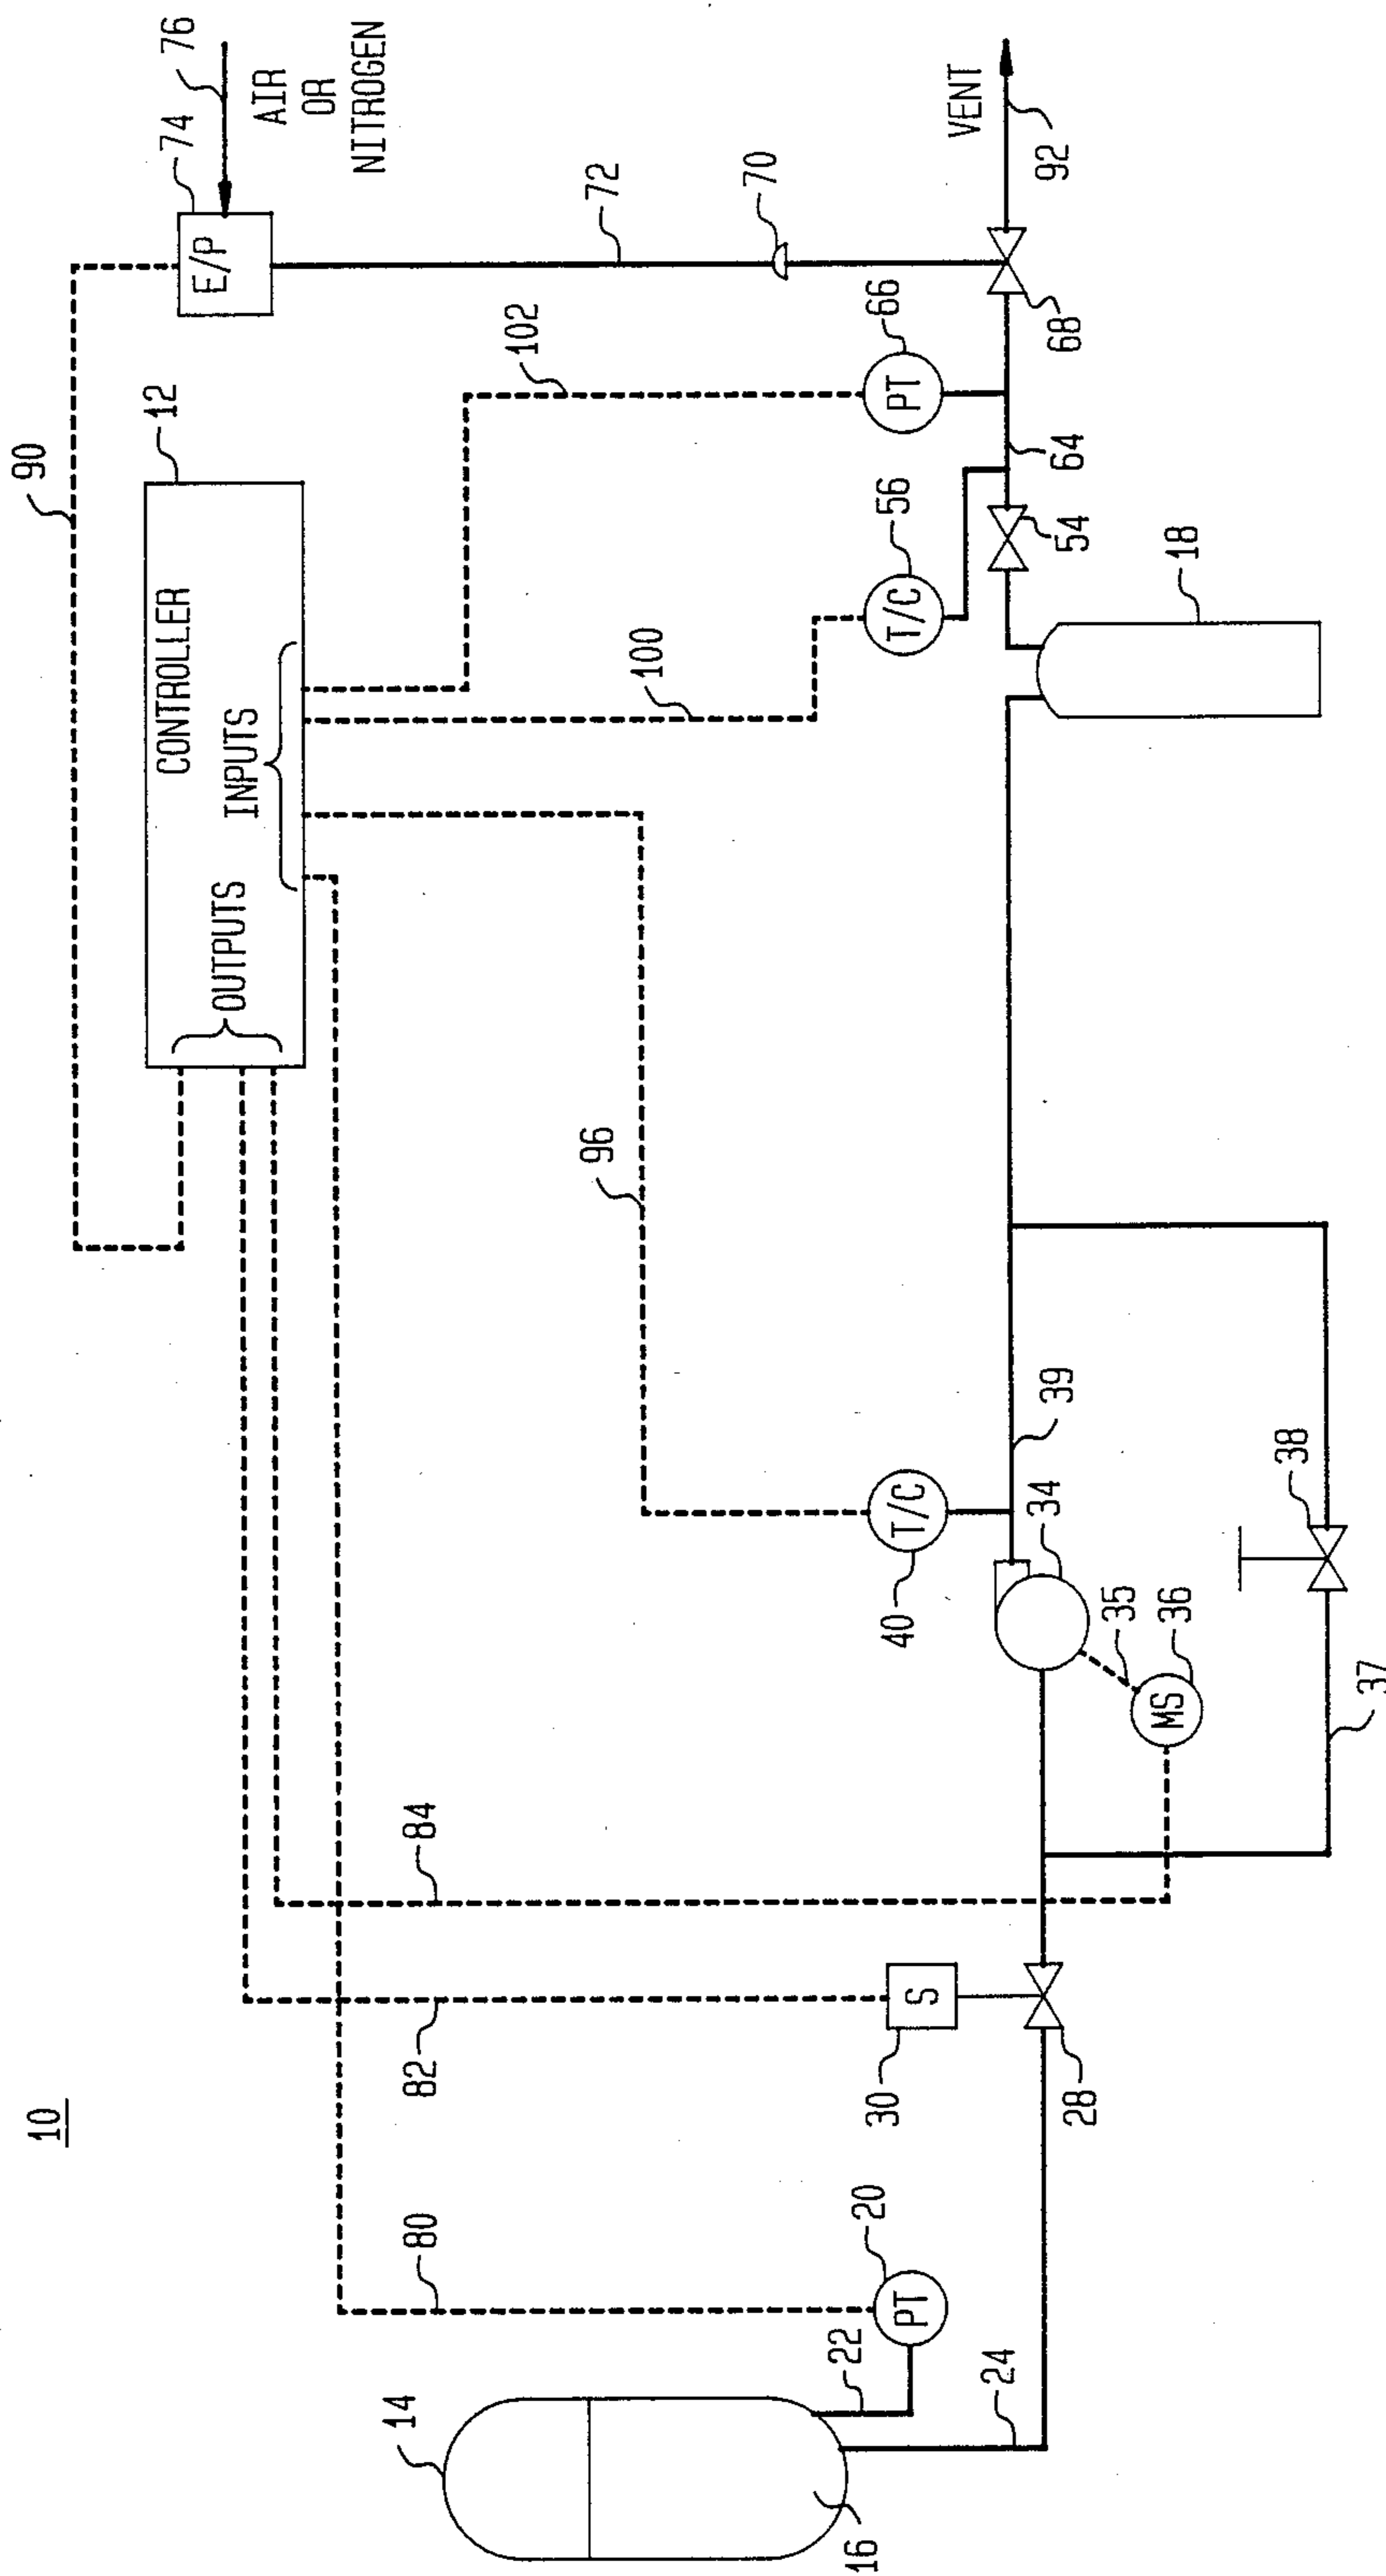 10
90
12
74
76
E/P
AIR
OR
NITROGEN
CONTROLLER
OUTPUTS
INPUTS
72
70
102
100
96
84
82
80
14
16
22
24
20
PT
30
S
28
40
T/C
34
35
36
MS
39
38
37
56
T/C
66
PT
54
64
68
18
VENT
92